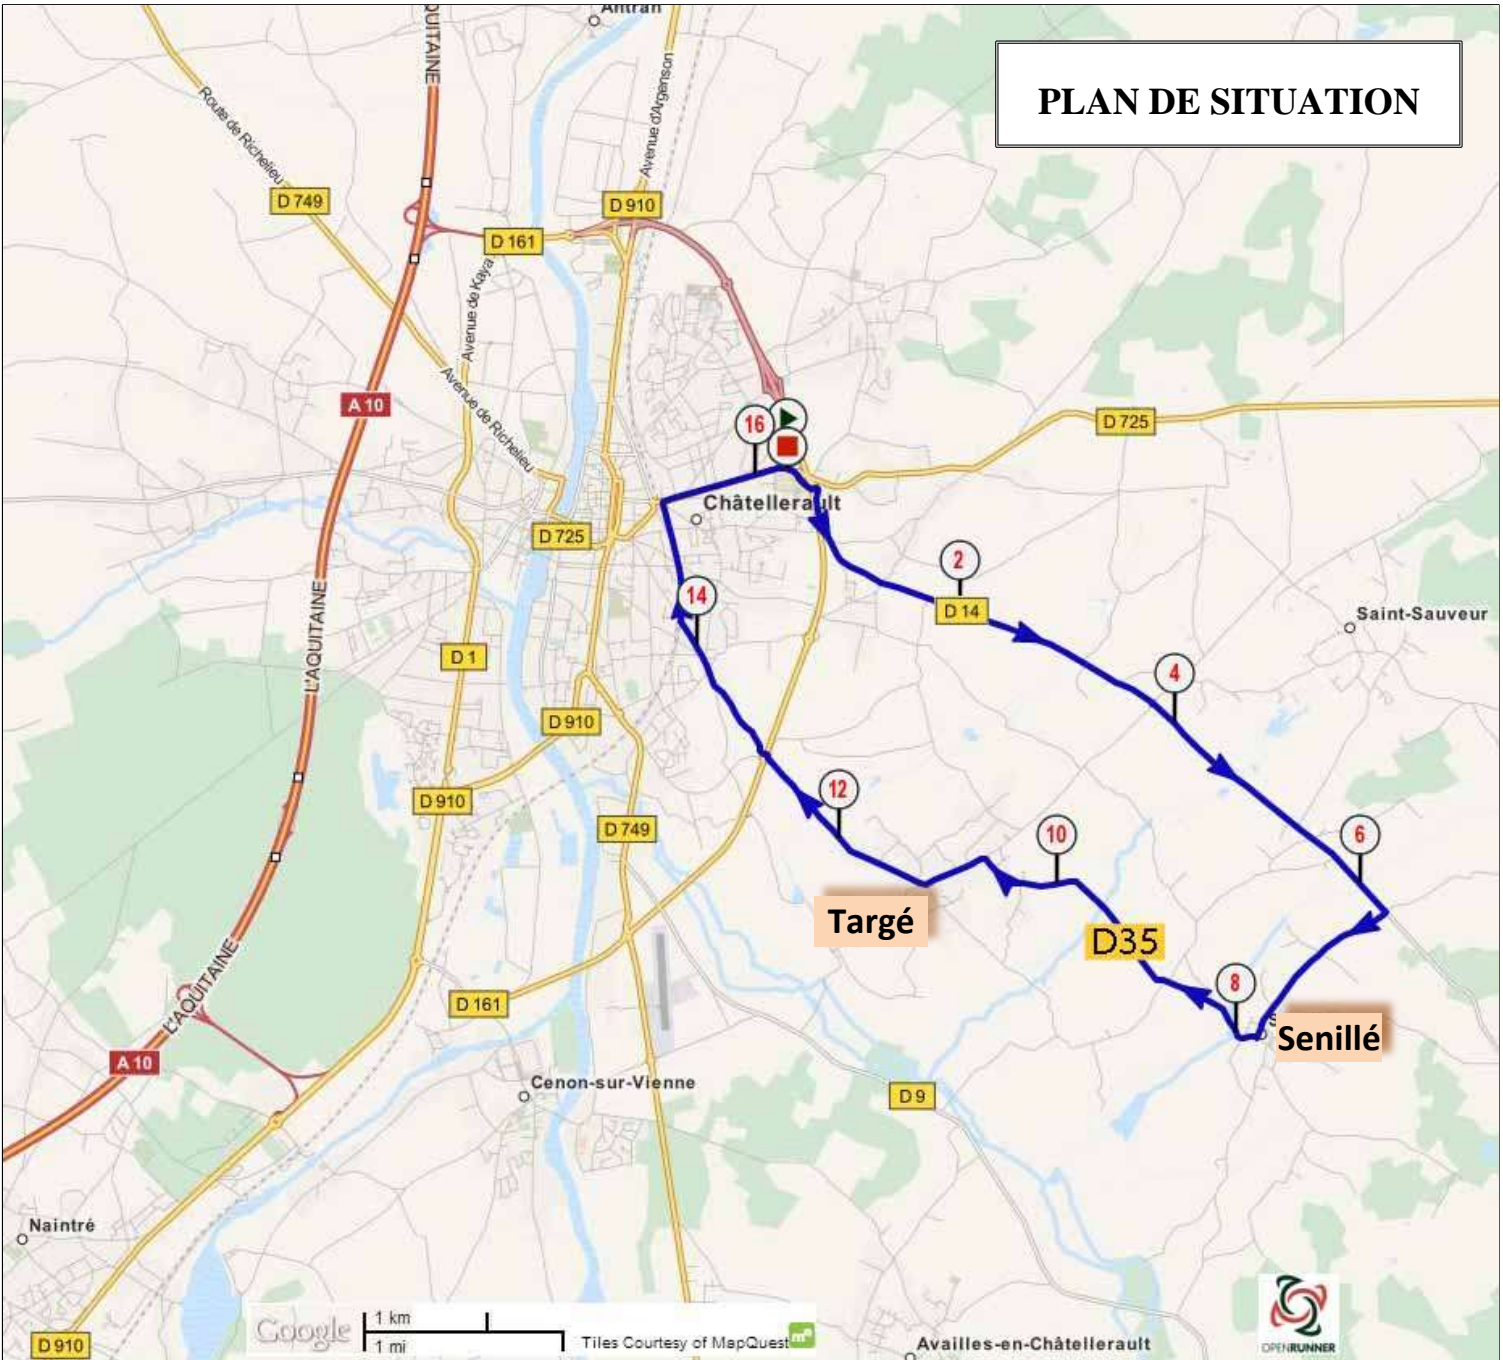 Antran
AQUITAINE
PLAN DE SITUATION
Avenue d'Argenson
Route de Richelieu
D 749
D 910
D 161
Avenue de Kaya
Avenue de Richelieu
A 10
16
D 725
Châtellerault
D 725
2
D 14
14
Saint-Sauveur
L'AQUITAINE
D 1
4
D 910
12
D 910
D 749
10
6
Targé
D35
L'AQUITAINE
D 161
8
Senillé
A 10
Cenon-sur-Vienne
D 9
Naintré
Google
1 km
1 mi
Tiles Courtesy of MapQuest
D 910
Availles-en-Châtellerault
OPENRUNNER